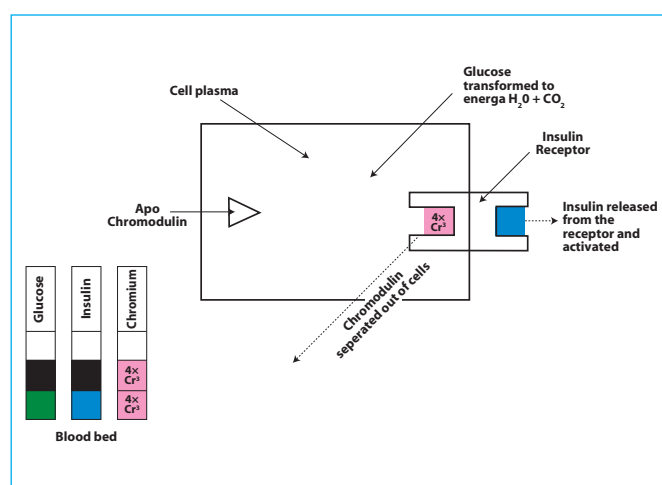 Glucose
transformed to
energa H₂0 + CO₂
Cell plasma
Insulin
Receptor
Apo
Chromodulin
4×
Cr³
Insulin released
from the
receptor and
activated
Chromodulin
seperated out of cells
Glucose
Insulin
Chromium
4×
Cr³
4×
Cr³
Blood bed